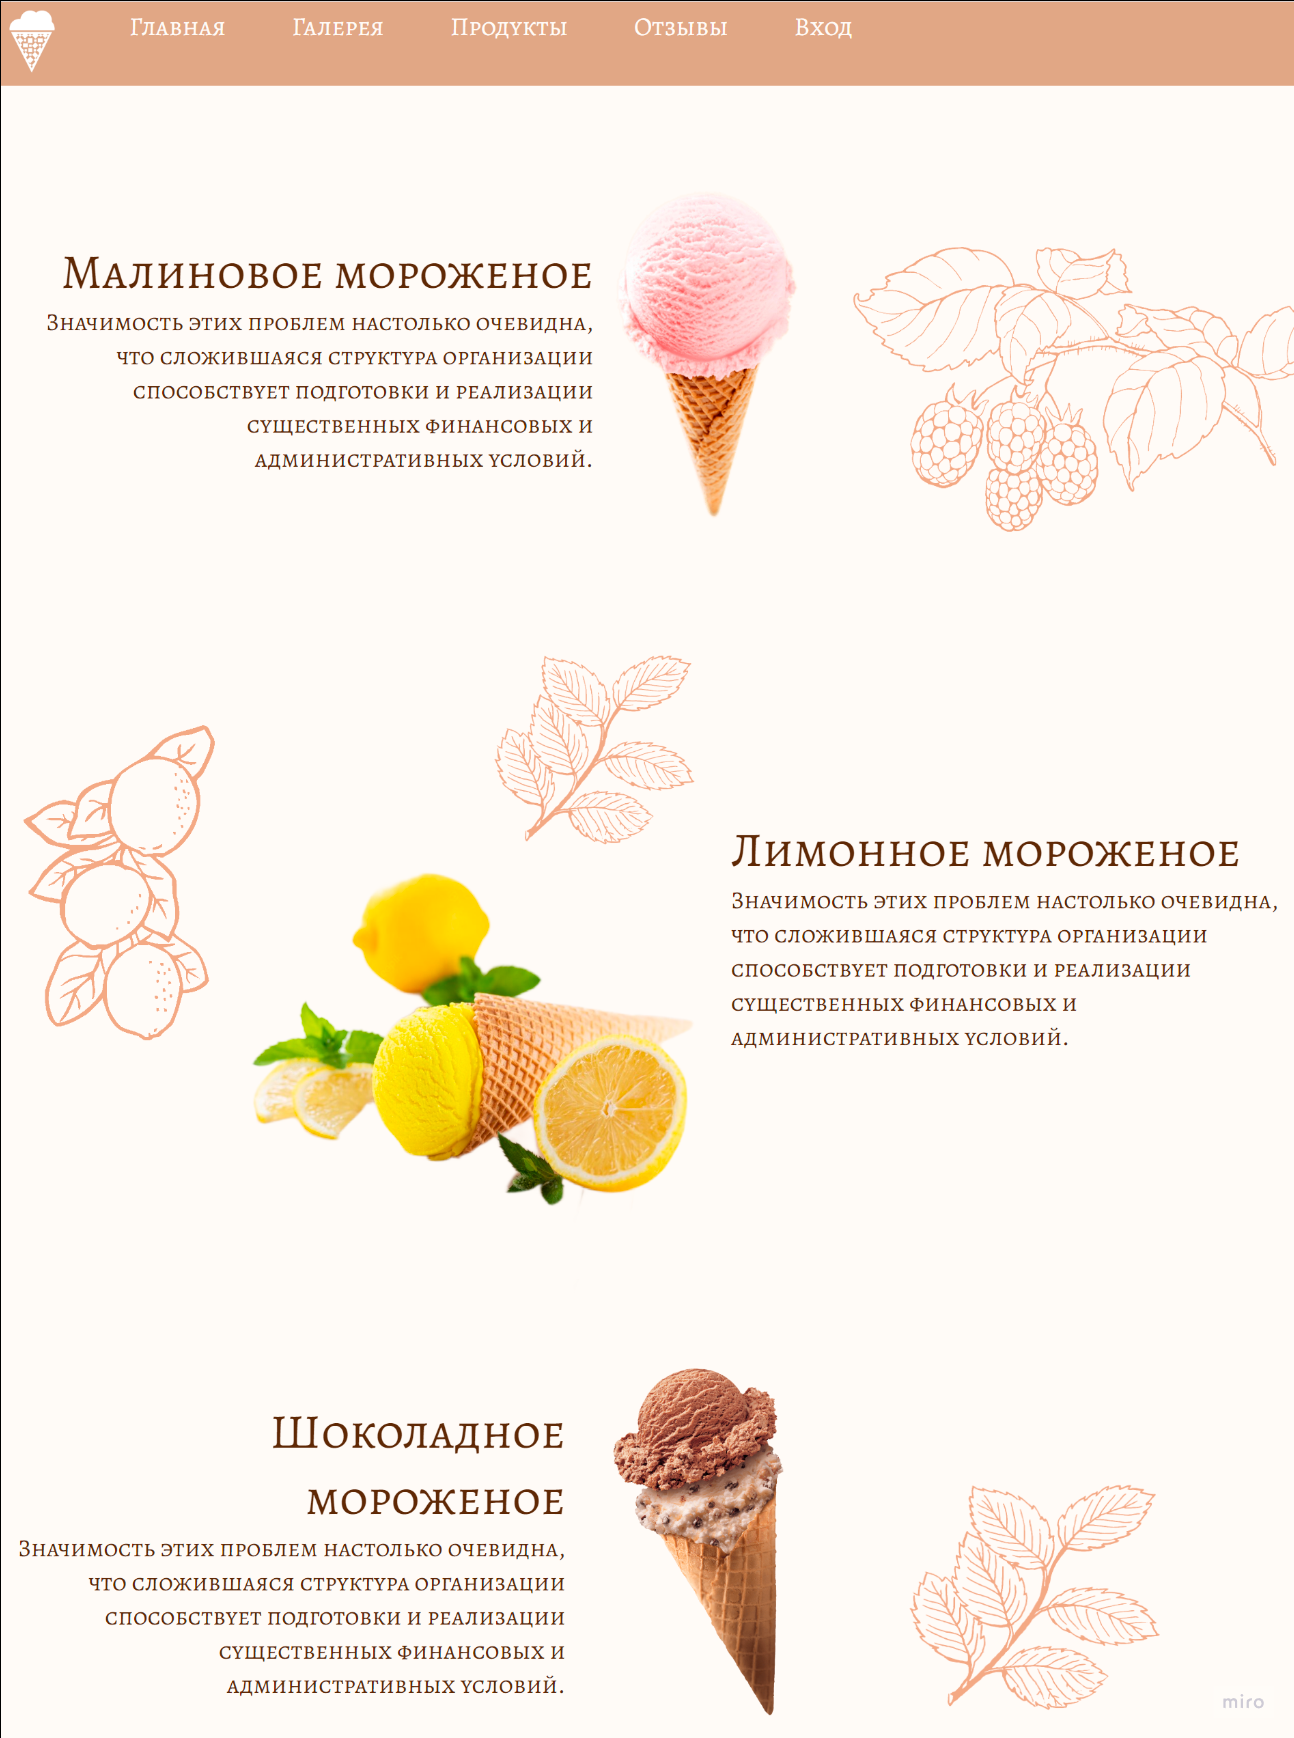 Главная Галерея Продукты Отзывы Вход
Малиновое мороженое
Значимость этих проблем настолько очевидна,
что сложившаяся структура организации
способствует подготовки и реализации
существенных финансовых и
административных условий.
Лимонное мороженое
Значимость этих проблем настолько очевидна,
что сложившаяся структура организации
способствует подготовки и реализации
существенных финансовых и
административных условий.
Шоколадное
мороженое
Значимость этих проблем настолько очевидна,
что сложившаяся структура организации
способствует подготовки и реализации
существенных финансовых и
административных условий.
miro